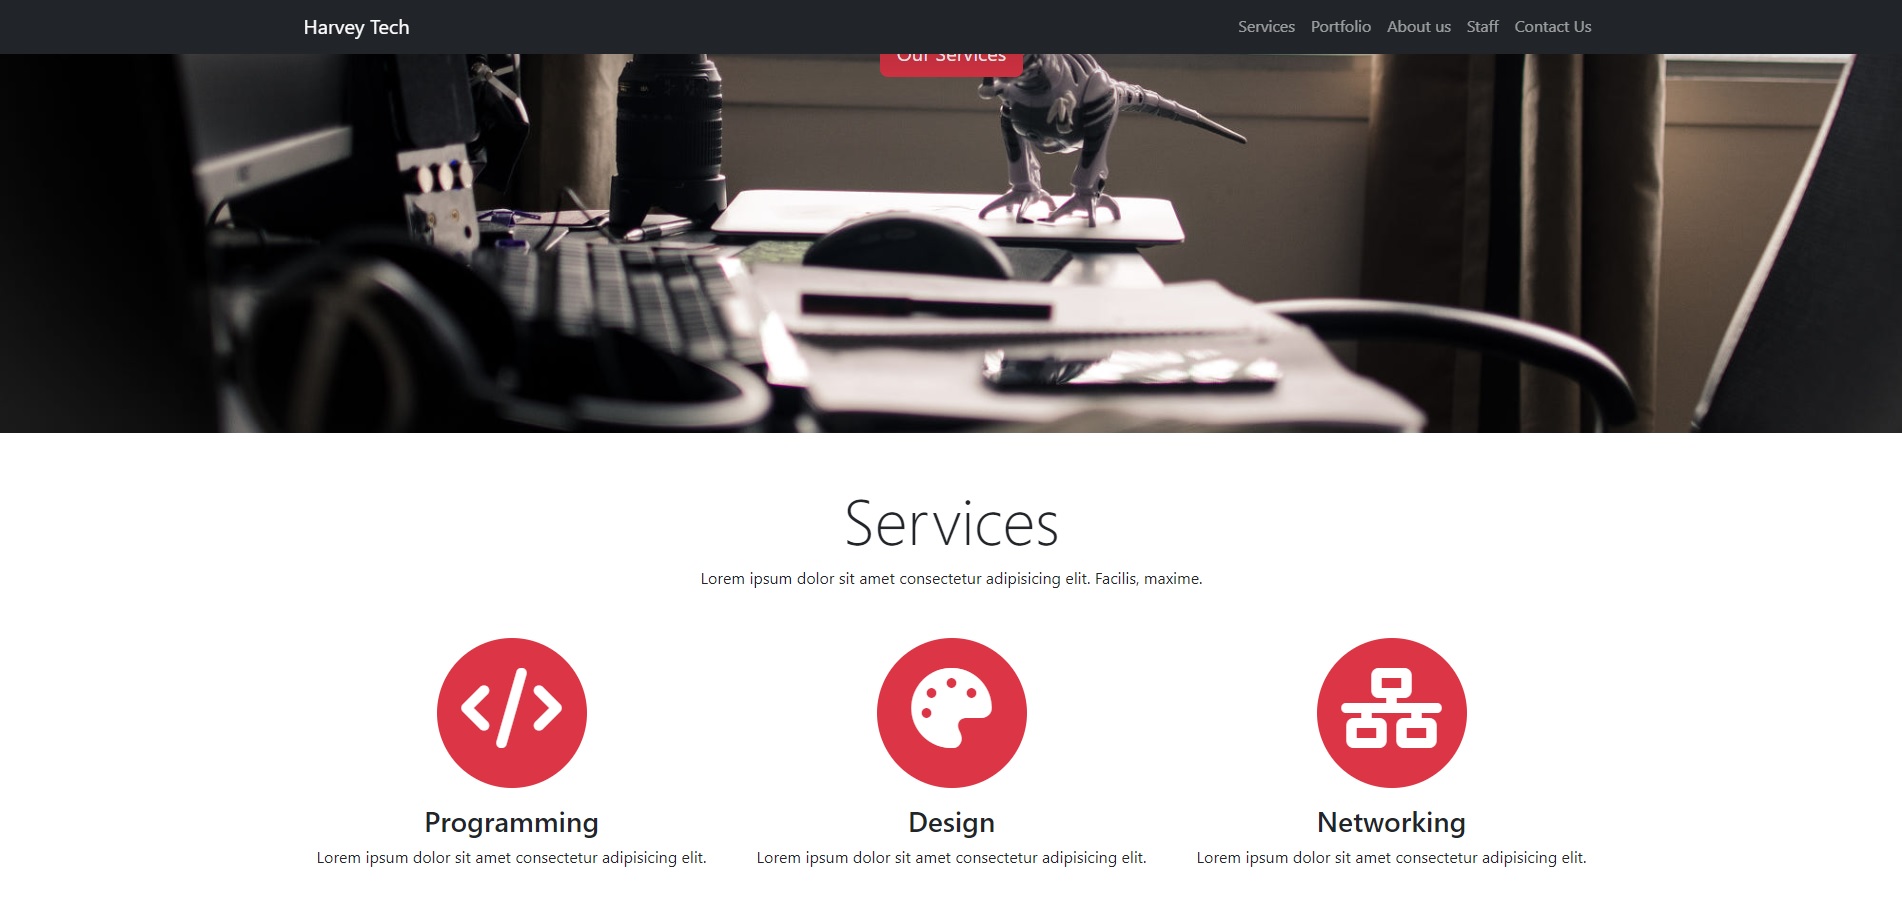 Harvey Tech
Services Portfolio About us Staff Contact Us
Our Services
Services
Lorem ipsum dolor sit amet consectetur adipisicing elit. Facilis, maxime.
Programming
Lorem ipsum dolor sit amet consectetur adipisicing elit.
Design
Lorem ipsum dolor sit amet consectetur adipisicing elit.
Networking
Lorem ipsum dolor sit amet consectetur adipisicing elit.